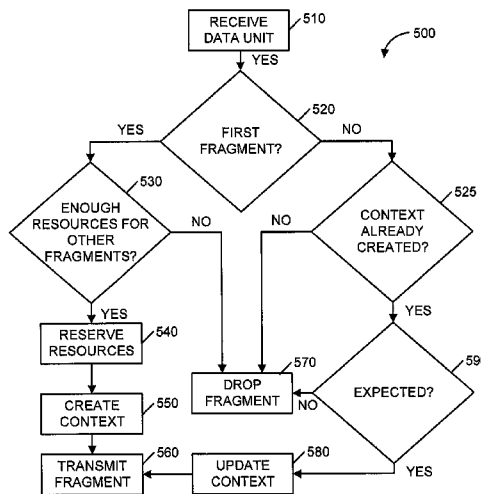 RECEIVE
DATA UNIT
510
500
YES
520
FIRST
FRAGMENT?
YES
NO
530
525
ENOUGH
RESOURCES FOR
OTHER
FRAGMENTS?
NO
NO
CONTEXT
ALREADY
CREATED?
YES
YES
RESERVE
RESOURCES
540
570
59
DROP
FRAGMENT
NO
EXPECTED?
CREATE
CONTEXT
550
TRANSMIT
FRAGMENT
560
UPDATE
CONTEXT
580
YES